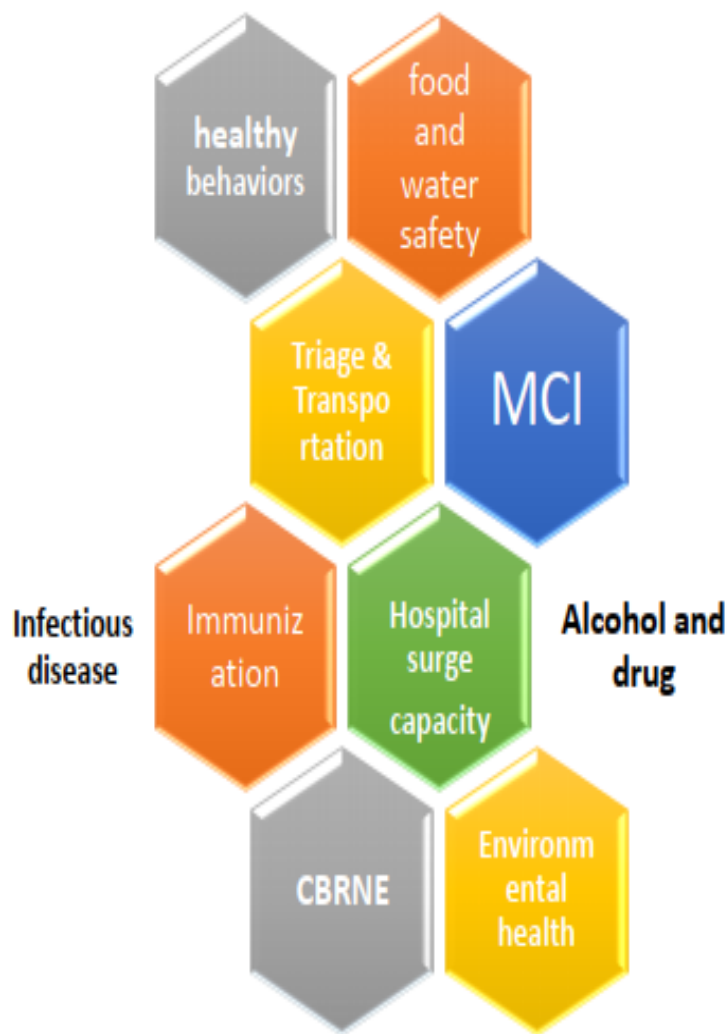 healthy
behaviors
food
and
water
safety
Triage &
Transpo
rtation
MCI
Infectious
disease
Immuniz
ation
Hospital
surge
capacity
Alcohol and
drug
CBRNE
Environm
ental
health